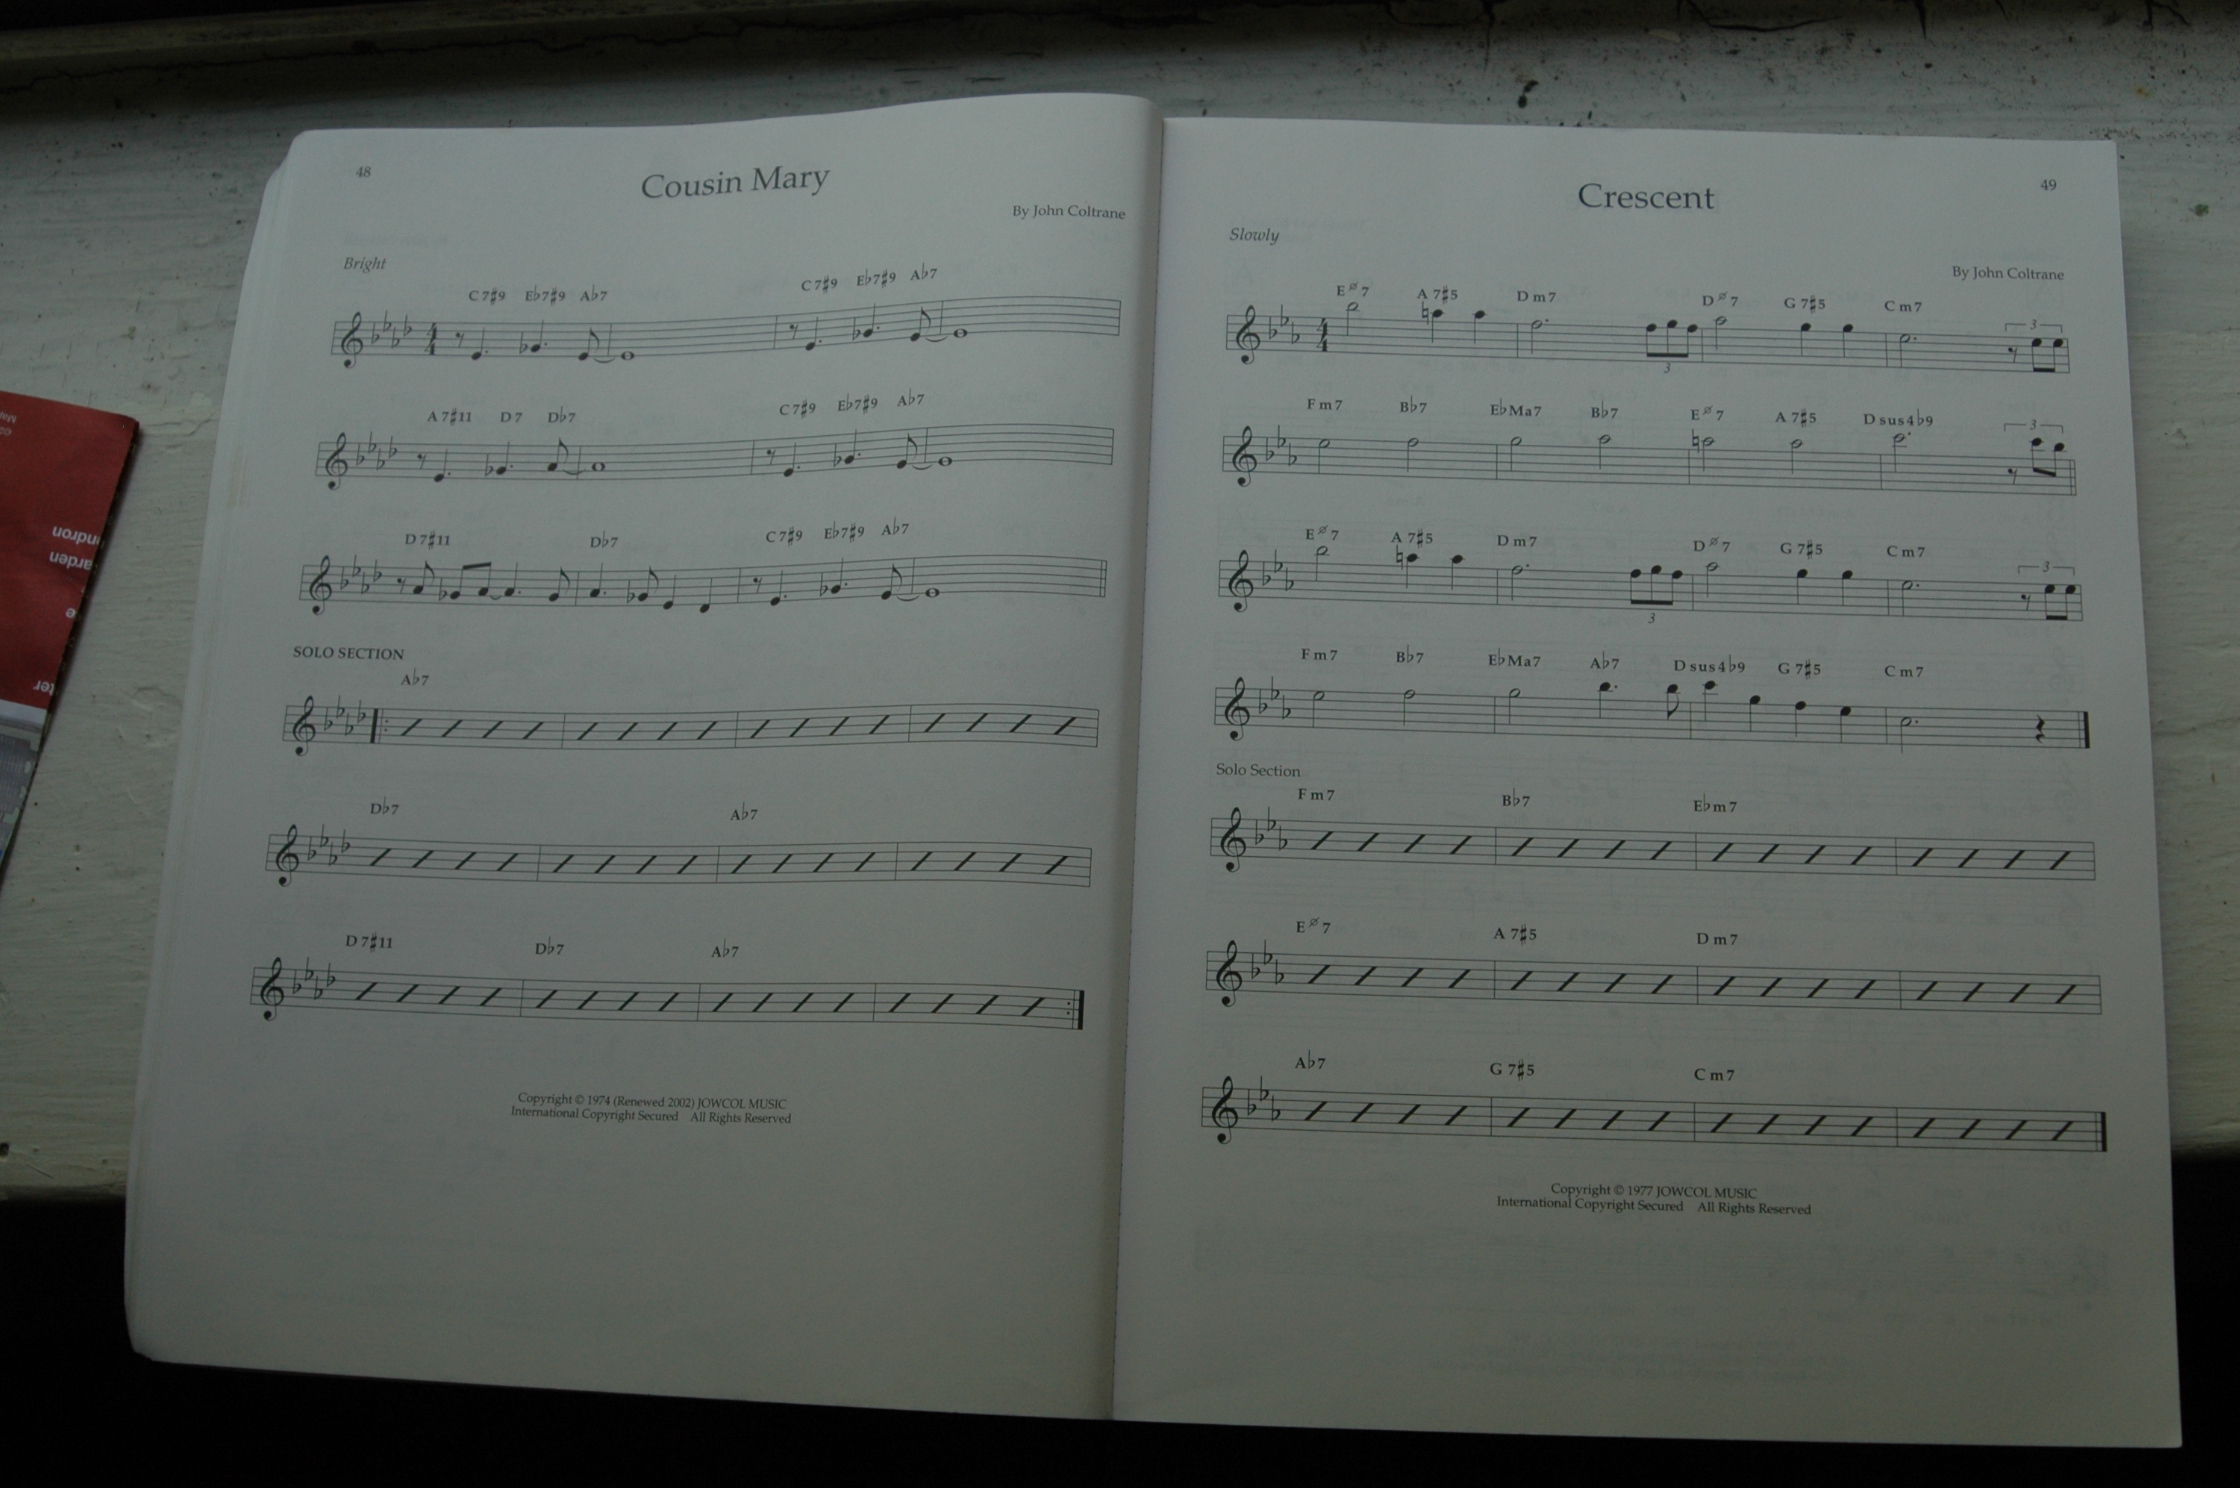 48
Cousin Mary
By John Coltrane
Bright
C7♯9 E♭7♯9 A♭7 C7♯9 E♭7♯9 A♭7
4
4
A7♯11 D7 D♭7 C7♯9 E♭7♯9 A♭7
D7♯11 D♭7 C7♯9 E♭7♯9 A♭7
SOLO SECTION
A♭7
D♭7 A♭7
D7♯11 D♭7 A♭7
Copyright © 1974 (Renewed 2002) JOWCOL MUSIC
International Copyright Secured All Rights Reserved
49
Crescent
Slowly
By John Coltrane
Eø7 A7♯5 Dm7 Dø7 G7♯5 Cm7
4
4
3
3
Fm7 B♭7 E♭Ma7 B♭7 Eø7 A7♯5 Dsus4♭9
3
Eø7 A7♯5 Dm7 Dø7 G7♯5 Cm7
3
3
Fm7 B♭7 E♭Ma7 A♭7 Dsus4♭9 G7♯5 Cm7
Solo Section
Fm7 B♭7 E♭m7
Eø7 A7♯5 Dm7
A♭7 G7♯5 Cm7
Copyright © 1977 JOWCOL MUSIC
International Copyright Secured All Rights Reserved